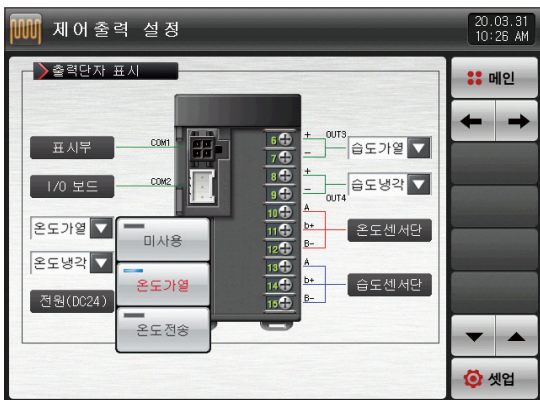 제어출력 설정
20.03.31
10:26 AM
출력단자 표시
메인
표시부
COM1
I/O 보드
COM2
6
7
8
9
10
11
12
13
14
15
+
-
OUT3
습도가열
+
-
OUT4
습도냉각
A
b+
B-
온도센서단
A
b+
B-
습도센서단
온도가열
온도냉각
전원(DC24)
미사용
온도가열
온도전송
셋업